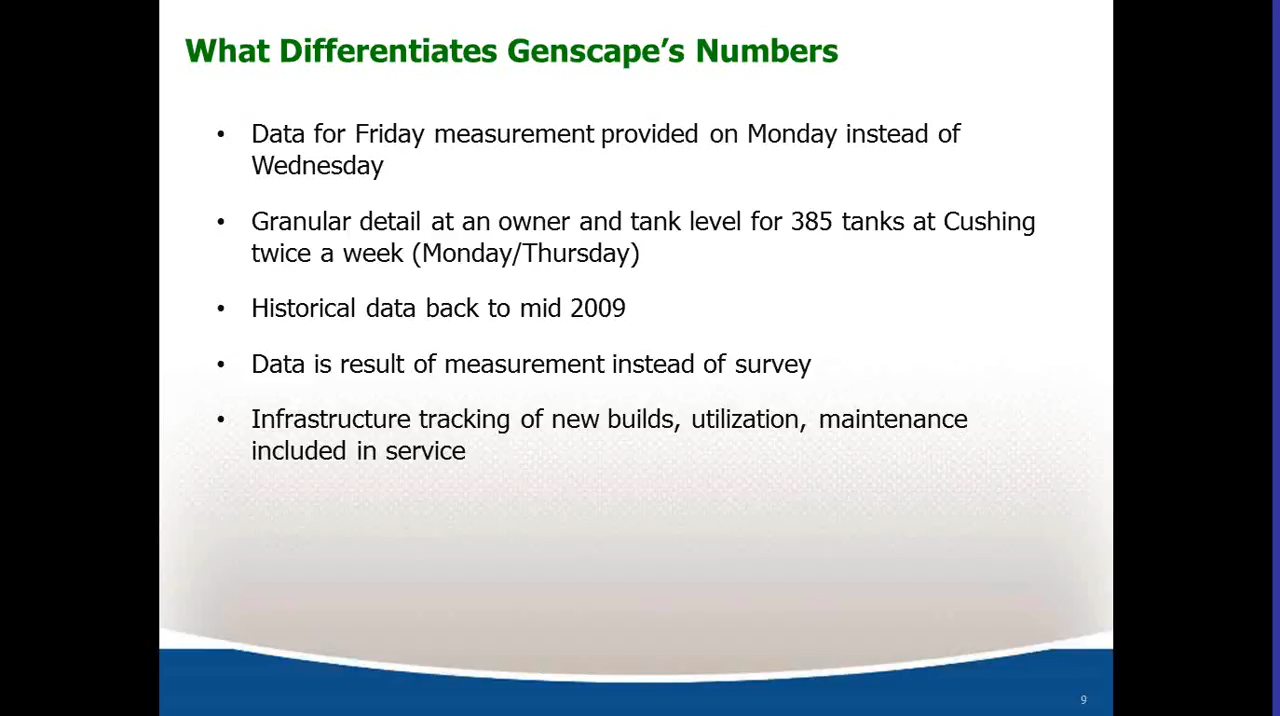 What Differentiates Genscape's Numbers
• Data for Friday measurement provided on Monday instead of
Wednesday
• Granular detail at an owner and tank level for 385 tanks at Cushing
twice a week (Monday/Thursday)
• Historical data back to mid 2009
• Data is result of measurement instead of survey
• Infrastructure tracking of new builds, utilization, maintenance
included in service
9